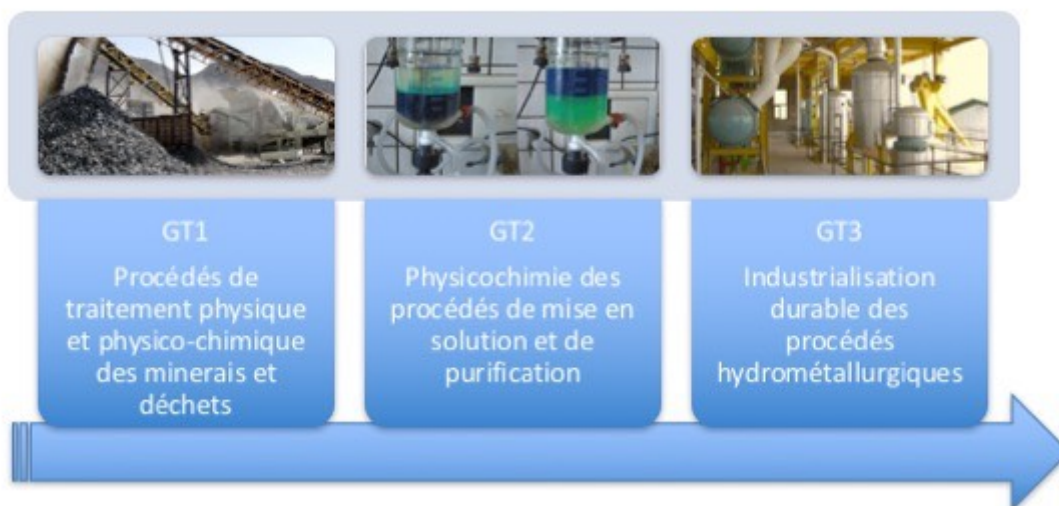 GT1
Procédés de
traitement physique
et physico-chimique
des minerais et
déchets
GT2
Physicochimie des
procédés de mise en
solution et de
purification
GT3
Industrialisation
durable des
procédés
hydrométallurgiques